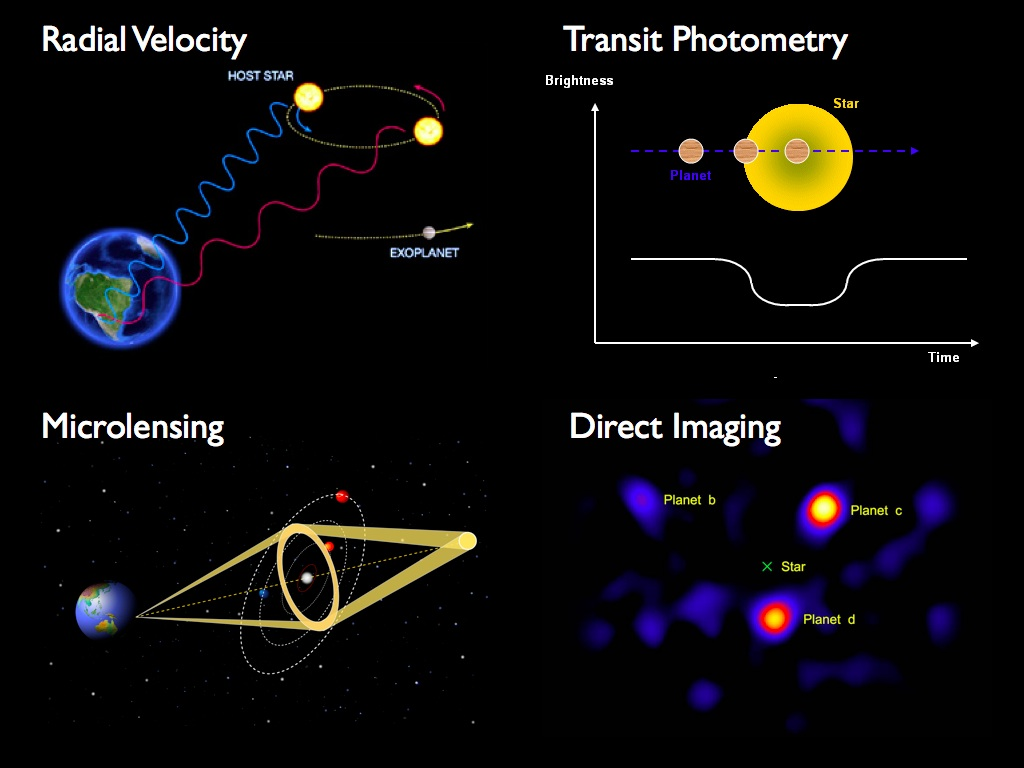 Radial Velocity
HOST STAR
EXOPLANET
Transit Photometry
Brightness
Star
Planet
Time
Microlensing
Direct Imaging
Planet b
Planet c
Star
Planet d